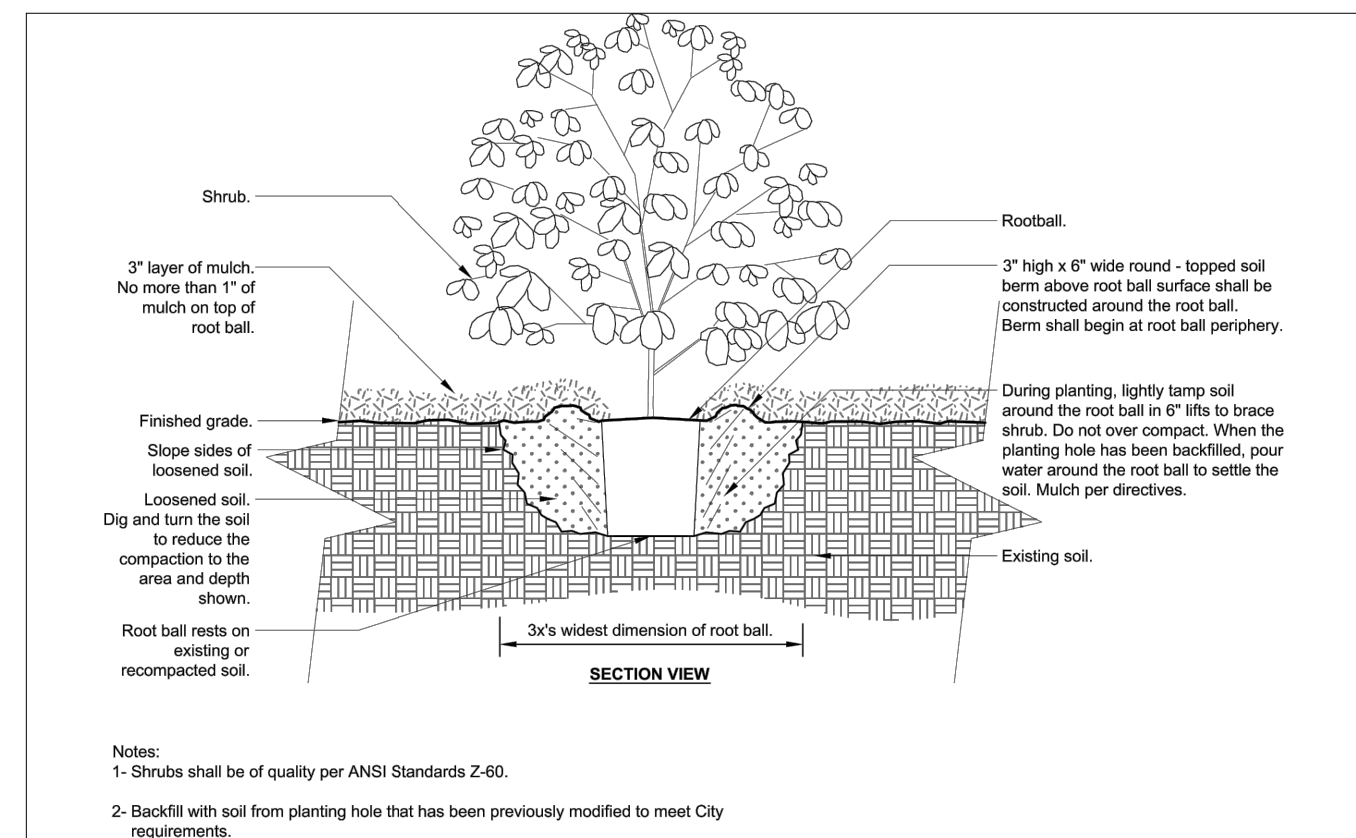 Shrub.
3" layer of mulch.
No more than 1" of
mulch on top of
root ball.
Finished grade.
Slope sides of
loosened soil.
Loosened soil.
Dig and turn the soil
to reduce the
compaction to the
area and depth
shown.
Root ball rests on
existing or
recompacted soil.
Rootball.
3" high x 6" wide round - topped soil
berm above root ball surface shall be
constructed around the root ball.
Berm shall begin at root ball periphery.
During planting, lightly tamp soil
around the root ball in 6" lifts to brace
shrub. Do not over compact. When the
planting hole has been backfilled, pour
water around the root ball to settle the
soil. Mulch per directives.
Existing soil.
3x's widest dimension of root ball.
SECTION VIEW
Notes:
1- Shrubs shall be of quality per ANSI Standards Z-60.
2- Backfill with soil from planting hole that has been previously modified to meet City
requirements.